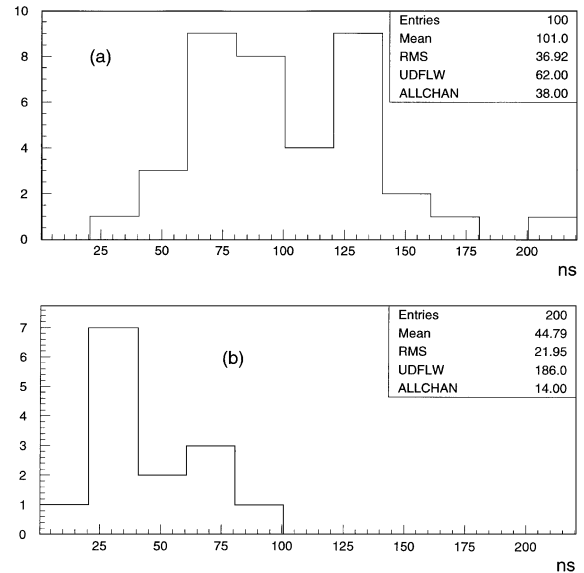 10
8
6
4
2
0
(a)
Entries 100
Mean 101.0
RMS 36.92
UDFLW 62.00
ALLCHAN 38.00
25 50 75 100 125 150 175 200
ns
7
6
5
4
3
2
1
0
(b)
Entries 200
Mean 44.79
RMS 21.95
UDFLW 186.0
ALLCHAN 14.00
25 50 75 100 125 150 175 200
ns